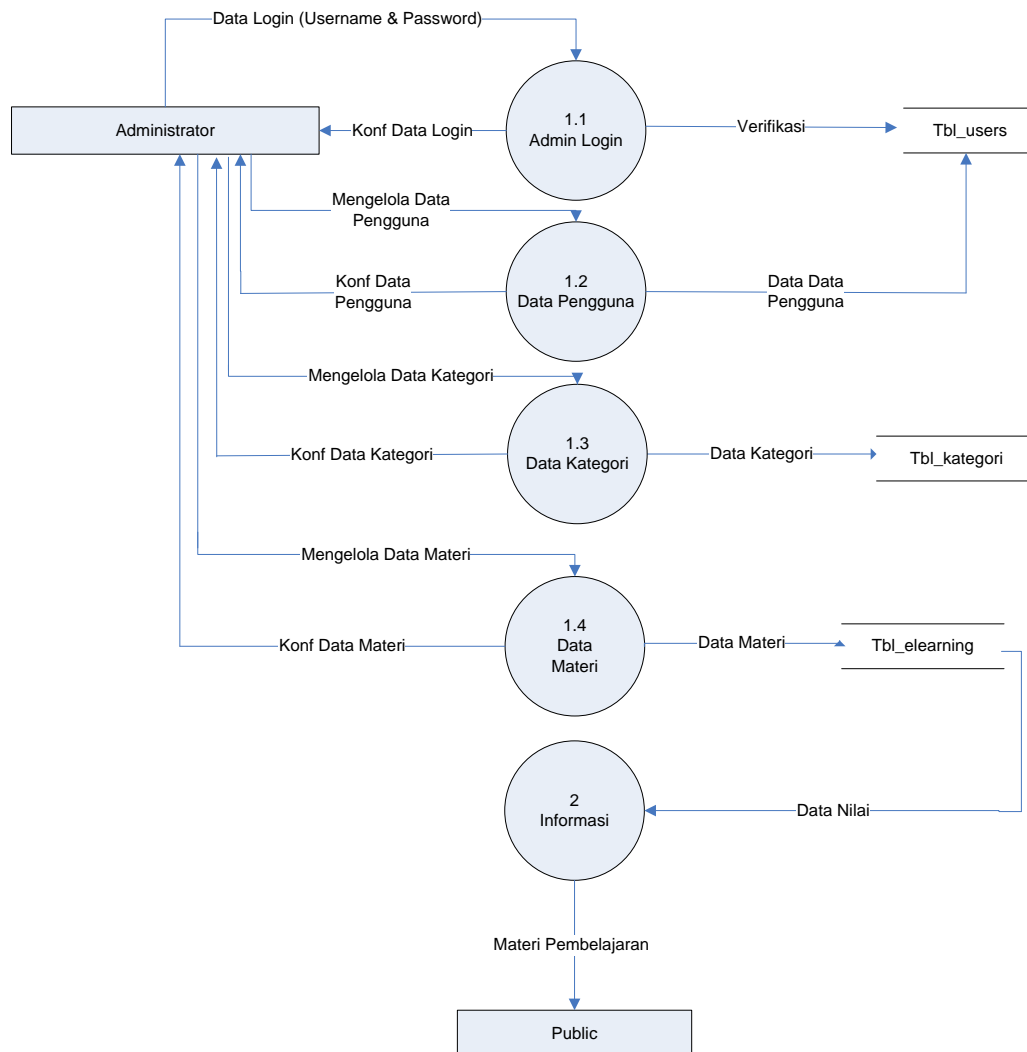 Data Login (Username & Password)
Administrator
Konf Data Login
1.1
Admin Login
Verifikasi
Tbl_users
Mengelola Data
Pengguna
Konf Data
Pengguna
1.2
Data Pengguna
Data Data
Pengguna
Mengelola Data Kategori
Konf Data Kategori
1.3
Data Kategori
Data Kategori
Tbl_kategori
Mengelola Data Materi
Konf Data Materi
1.4
Data
Materi
Data Materi
Tbl_elearning
2
Informasi
Data Nilai
Materi Pembelajaran
Public